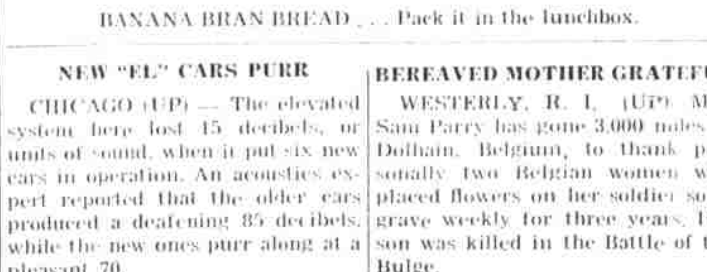 BANANA BRAN BREAD . . . Pack it in the lunchbox.
NEW "EL" CARS PURR
CHICAGO (UP) — The elevated
system here lost 15 decibels, or
units of sound, when it put six new
cars in operation. An acoustics ex-
pert reported that the older cars
produced a deafening 85 decibels,
while the new ones purr along at a
pleasant 70.
BEREAVED MOTHER GRATEFU
WESTERLY, R. I. (UP) M
Sam Parry has gone 3,000 miles
Dolhain, Belgium, to thank p
sonally two Belgian women w
placed flowers on her soldier so
grave weekly for three years.
son was killed in the Battle of t
Bulge.